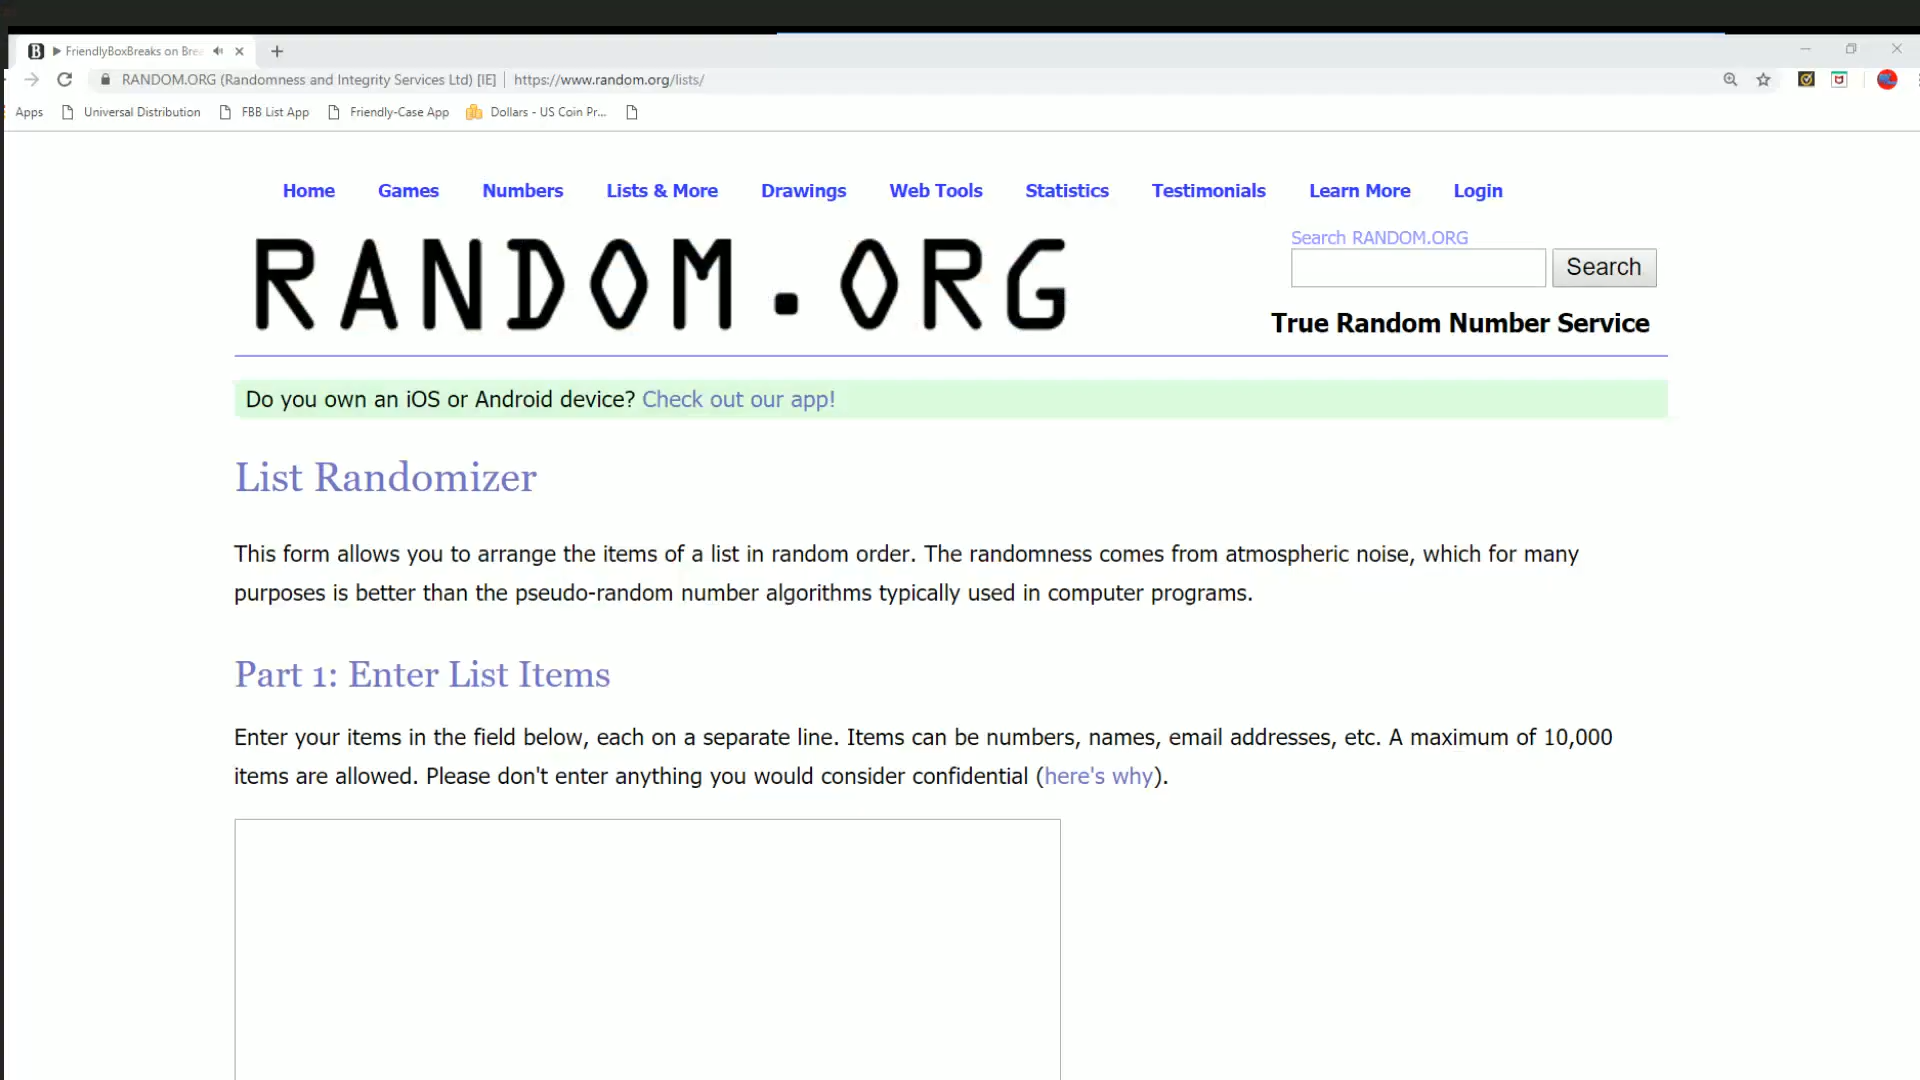 FriendlyBoxBreaks on Bre
RANDOM.ORG (Randomness and Integrity Services Ltd) [IE] | https://www.random.org/lists/
Apps Universal Distribution FBB List App Friendly-Case App Dollars - US Coin Pr...
Home Games Numbers Lists & More Drawings Web Tools Statistics Testimonials Learn More Login
RANDOM.ORG
Search RANDOM.ORG
Search
True Random Number Service
Do you own an iOS or Android device? Check out our app!
List Randomizer
This form allows you to arrange the items of a list in random order. The randomness comes from atmospheric noise, which for many
purposes is better than the pseudo-random number algorithms typically used in computer programs.
Part 1: Enter List Items
Enter your items in the field below, each on a separate line. Items can be numbers, names, email addresses, etc. A maximum of 10,000
items are allowed. Please don't enter anything you would consider confidential (here's why).